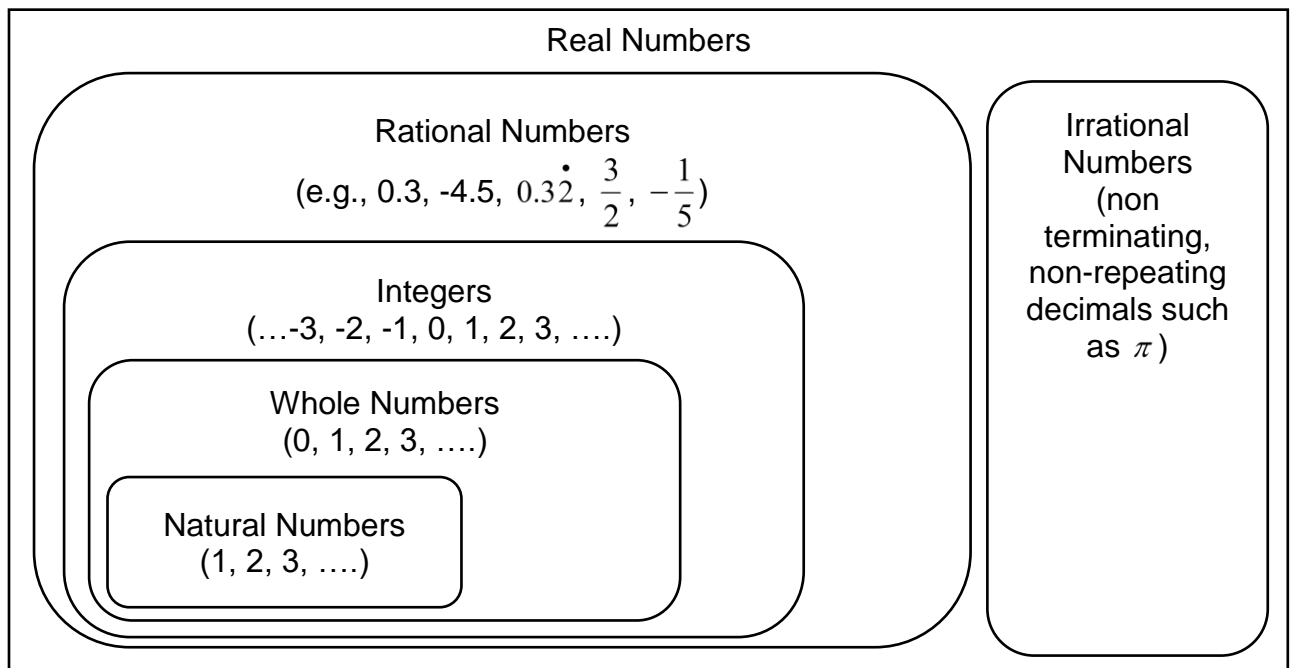 Real Numbers
Rational Numbers
(e.g., 0.3, -4.5, 0.32̇, 3/2, −1/5)
Integers
(…-3, -2, -1, 0, 1, 2, 3, ….)
Whole Numbers
(0, 1, 2, 3, ….)
Natural Numbers
(1, 2, 3, ….)
Irrational
Numbers
(non
terminating,
non-repeating
decimals such
as π)